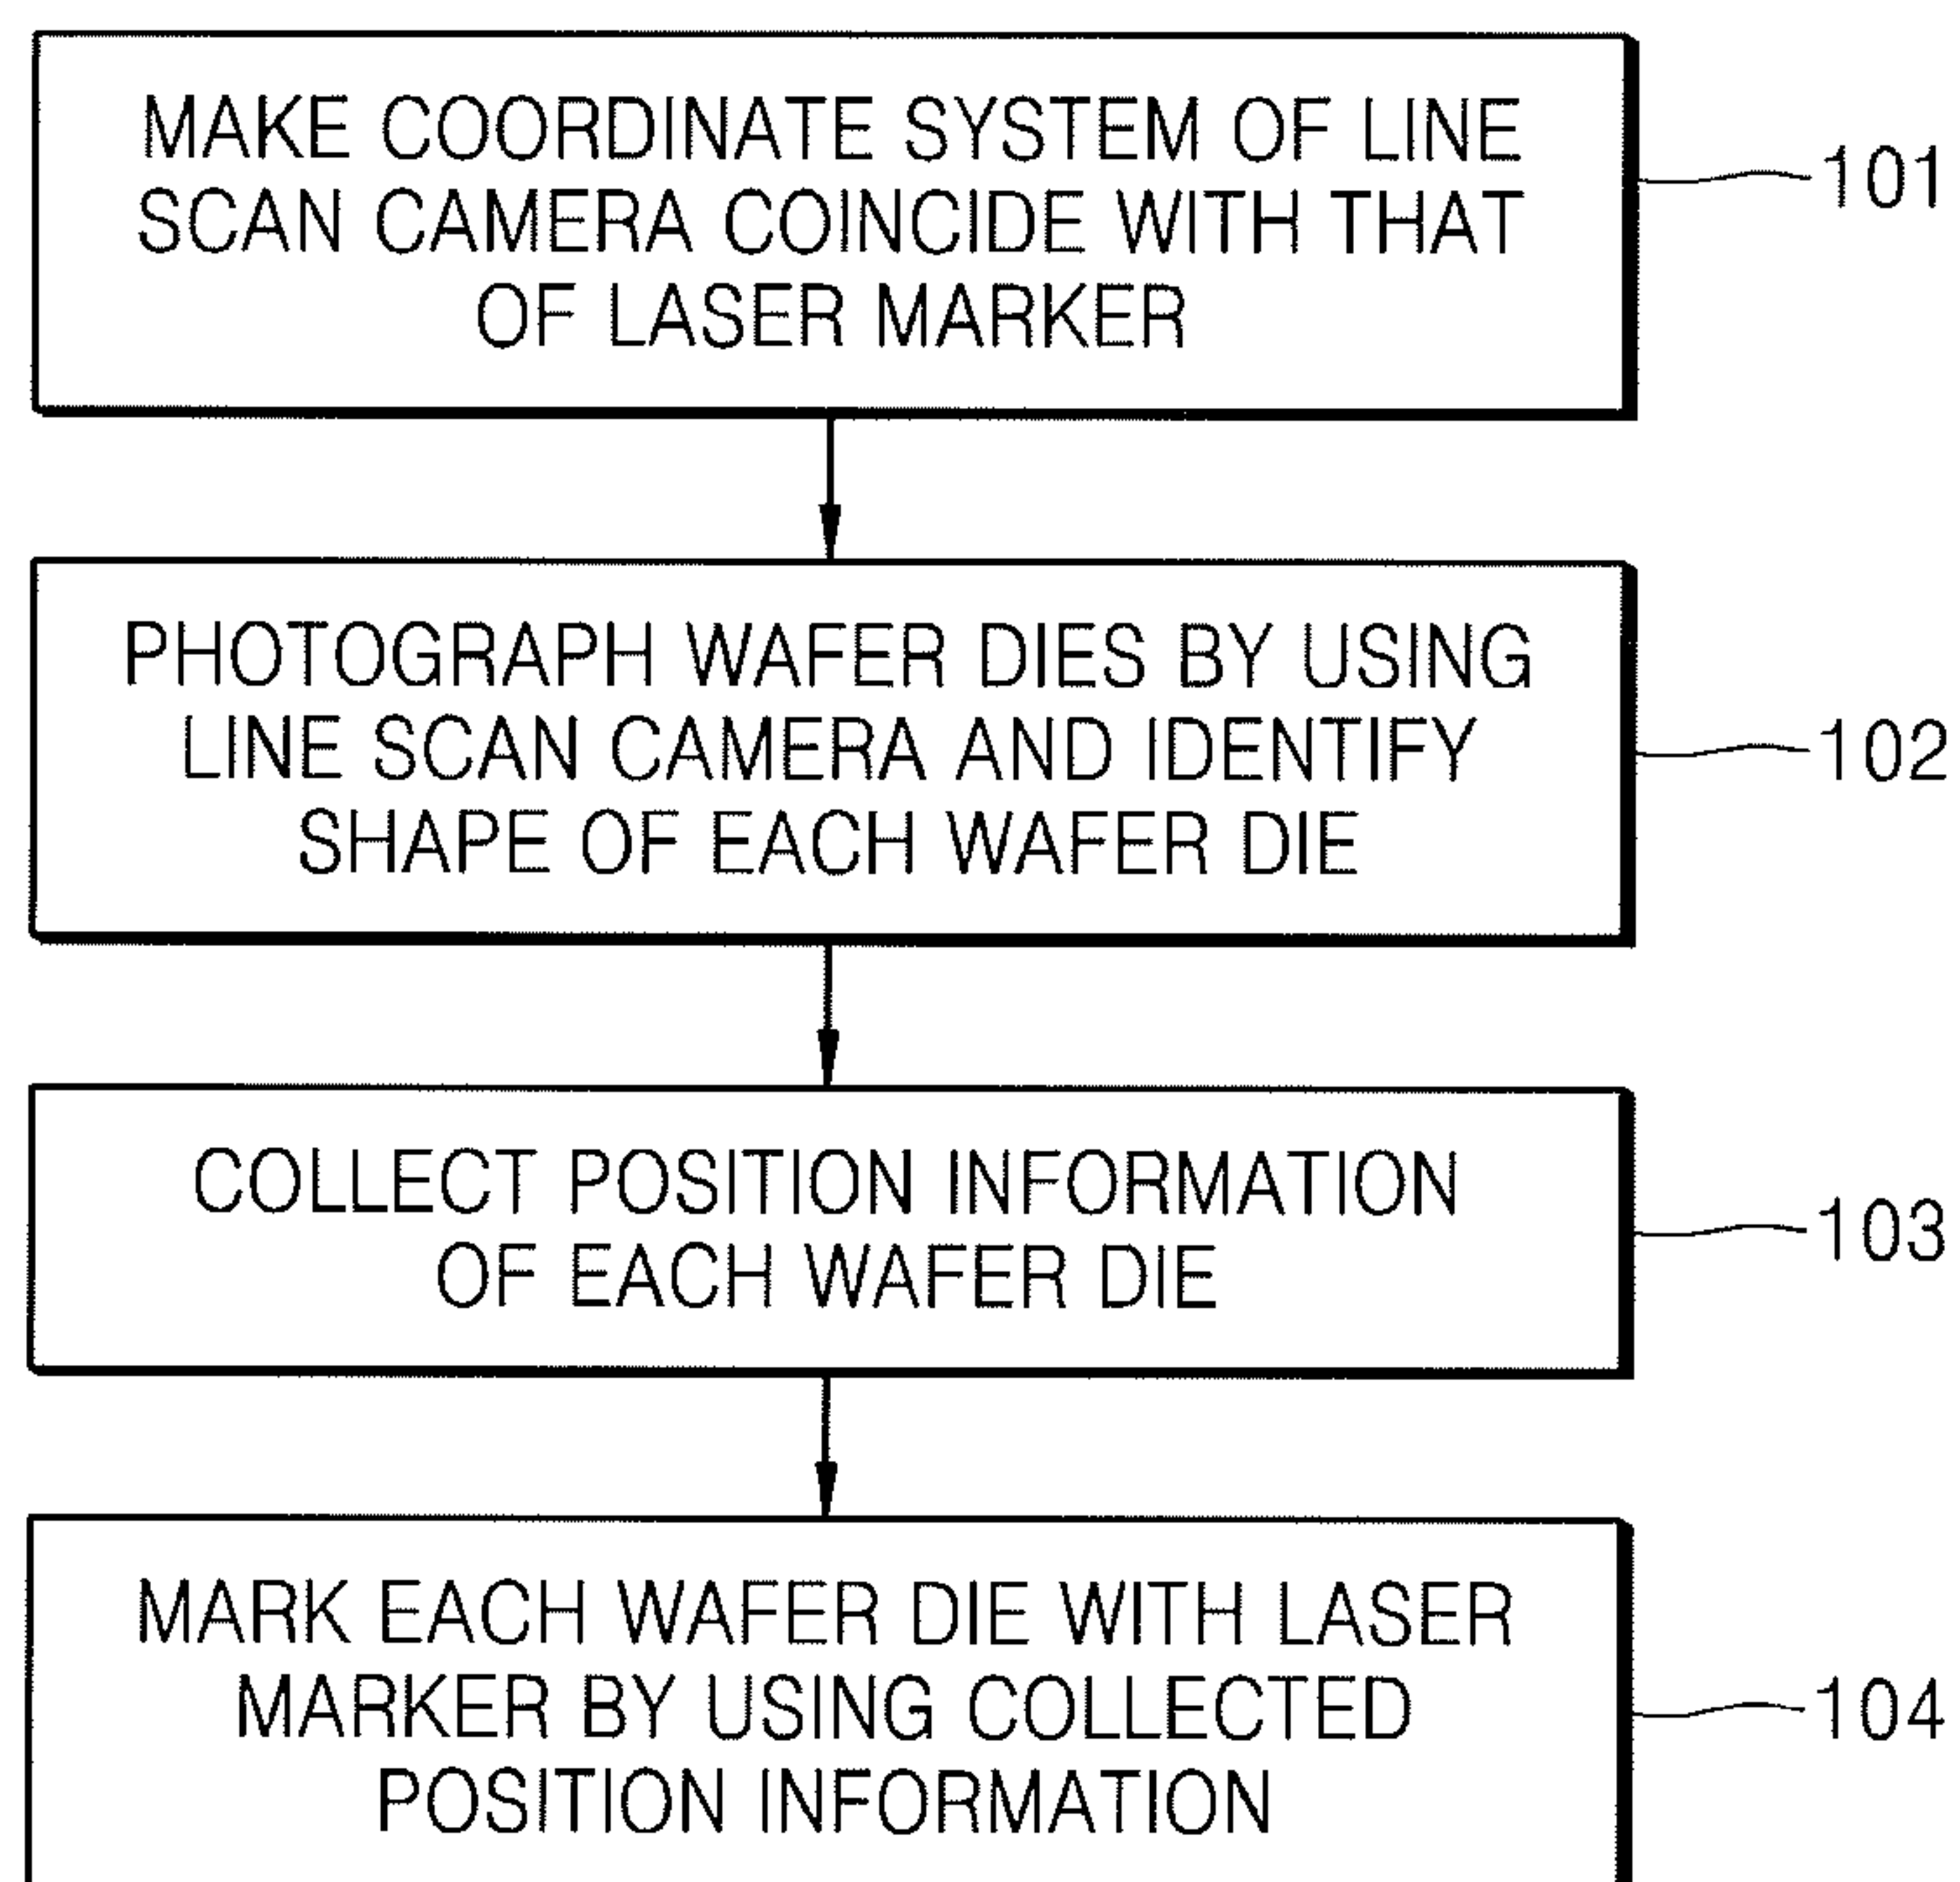 MAKE COORDINATE SYSTEM OF LINE
SCAN CAMERA COINCIDE WITH THAT
OF LASER MARKER
101
PHOTOGRAPH WAFER DIES BY USING
LINE SCAN CAMERA AND IDENTIFY
SHAPE OF EACH WAFER DIE
102
COLLECT POSITION INFORMATION
OF EACH WAFER DIE
103
MARK EACH WAFER DIE WITH LASER
MARKER BY USING COLLECTED
POSITION INFORMATION
104